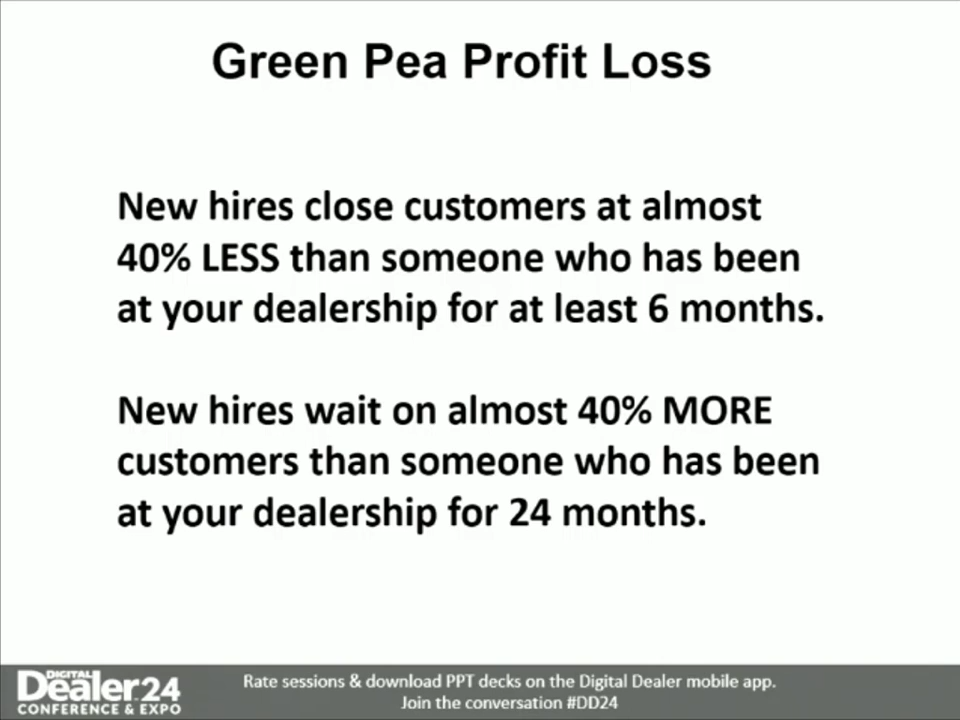 Green Pea Profit Loss
New hires close customers at almost
40% LESS than someone who has been
at your dealership for at least 6 months.
New hires wait on almost 40% MORE
customers than someone who has been
at your dealership for 24 months.
DIGITAL
Dealer24
CONFERENCE & EXPO
Rate sessions & download PPT decks on the Digital Dealer mobile app.
Join the conversation #DD24